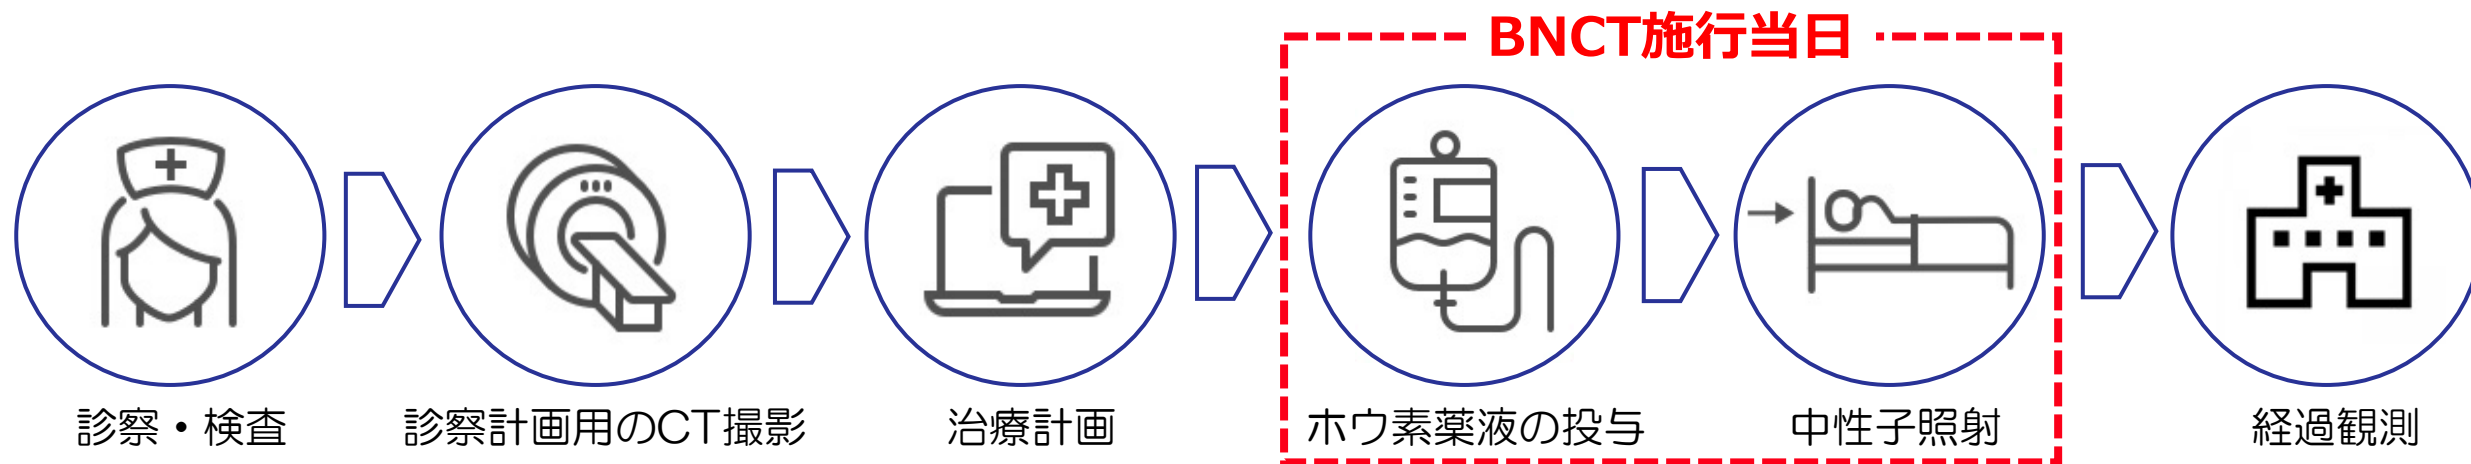 BNCT施行当日
診察・検査
診察計画用のCT撮影
治療計画
ホウ素薬液の投与
中性子照射
経過観測